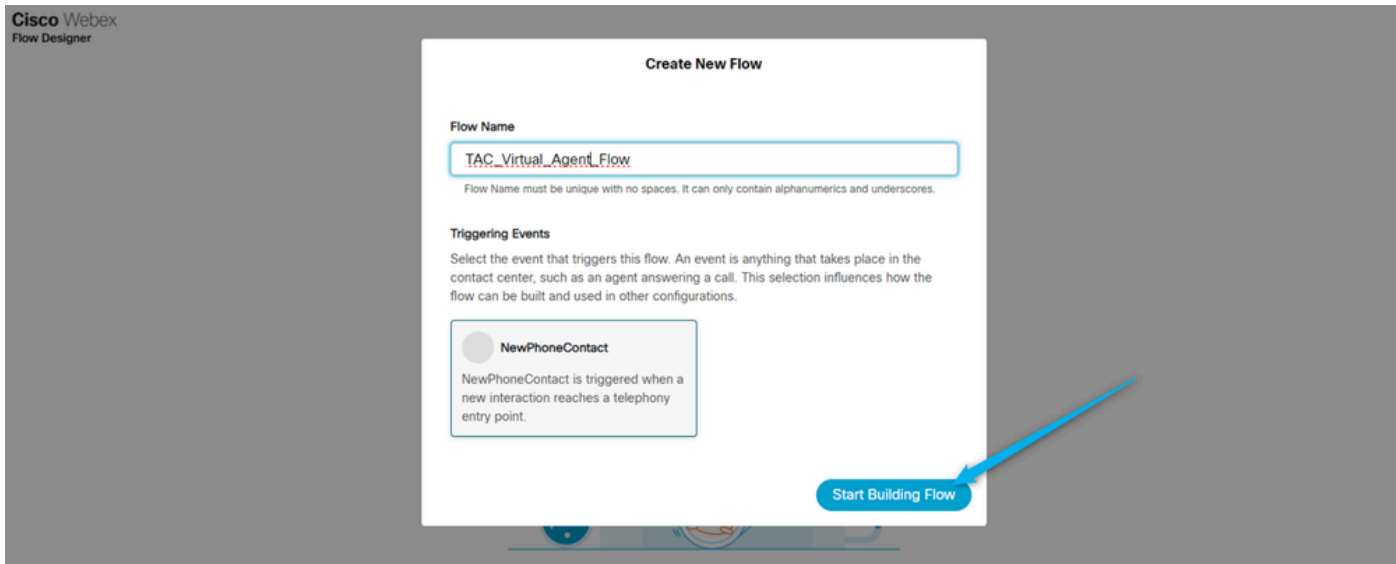 Cisco Webex
Flow Designer
Create New Flow
Flow Name
TAC_Virtual_Agent_Flow
Flow Name must be unique with no spaces. It can only contain alphanumerics and underscores.
Triggering Events
Select the event that triggers this flow. An event is anything that takes place in the
contact center, such as an agent answering a call. This selection influences how the
flow can be built and used in other configurations.
NewPhoneContact
NewPhoneContact is triggered when a
new interaction reaches a telephony
entry point.
Start Building Flow